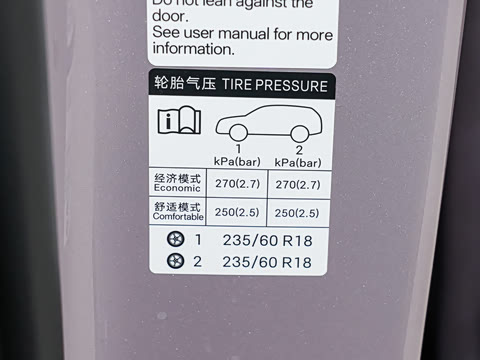 Do not lean against the
door.
See user manual for more
information.
轮胎气压 TIRE PRESSURE
i
1 2
kPa(bar) kPa(bar)
经济模式 270(2.7) 270(2.7)
Economic
舒适模式 250(2.5) 250(2.5)
Comfortable
1 235/60 R18
2 235/60 R18